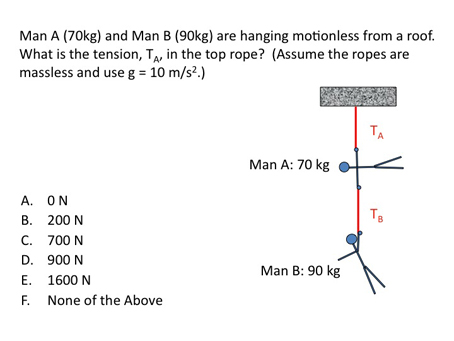 Man A (70kg) and Man B (90kg) are hanging motionless from a roof.
What is the tension, T_A, in the top rope?  (Assume the ropes are
massless and use g = 10 m/s².)
T_A
Man A: 70 kg
A. 0 N
B. 200 N
C. 700 N
D. 900 N
E. 1600 N
F. None of the Above
T_B
Man B: 90 kg